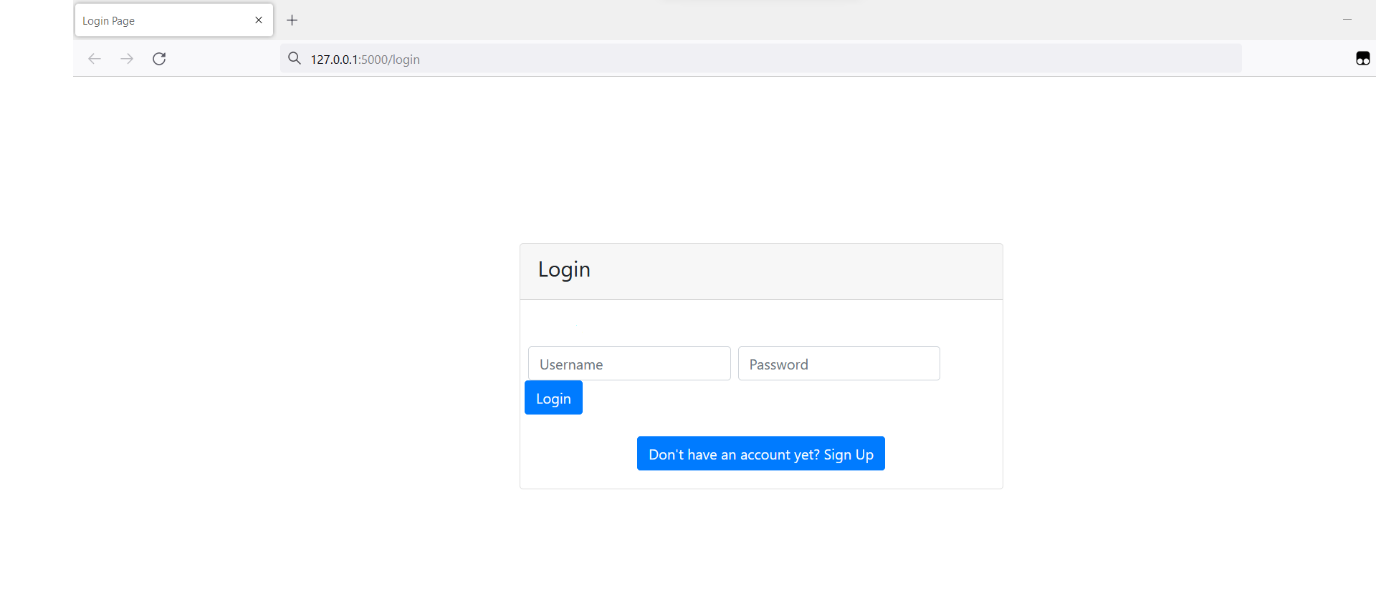 Login Page
127.0.0.1:5000/login
Login
Username Password
Login
Don't have an account yet? Sign Up